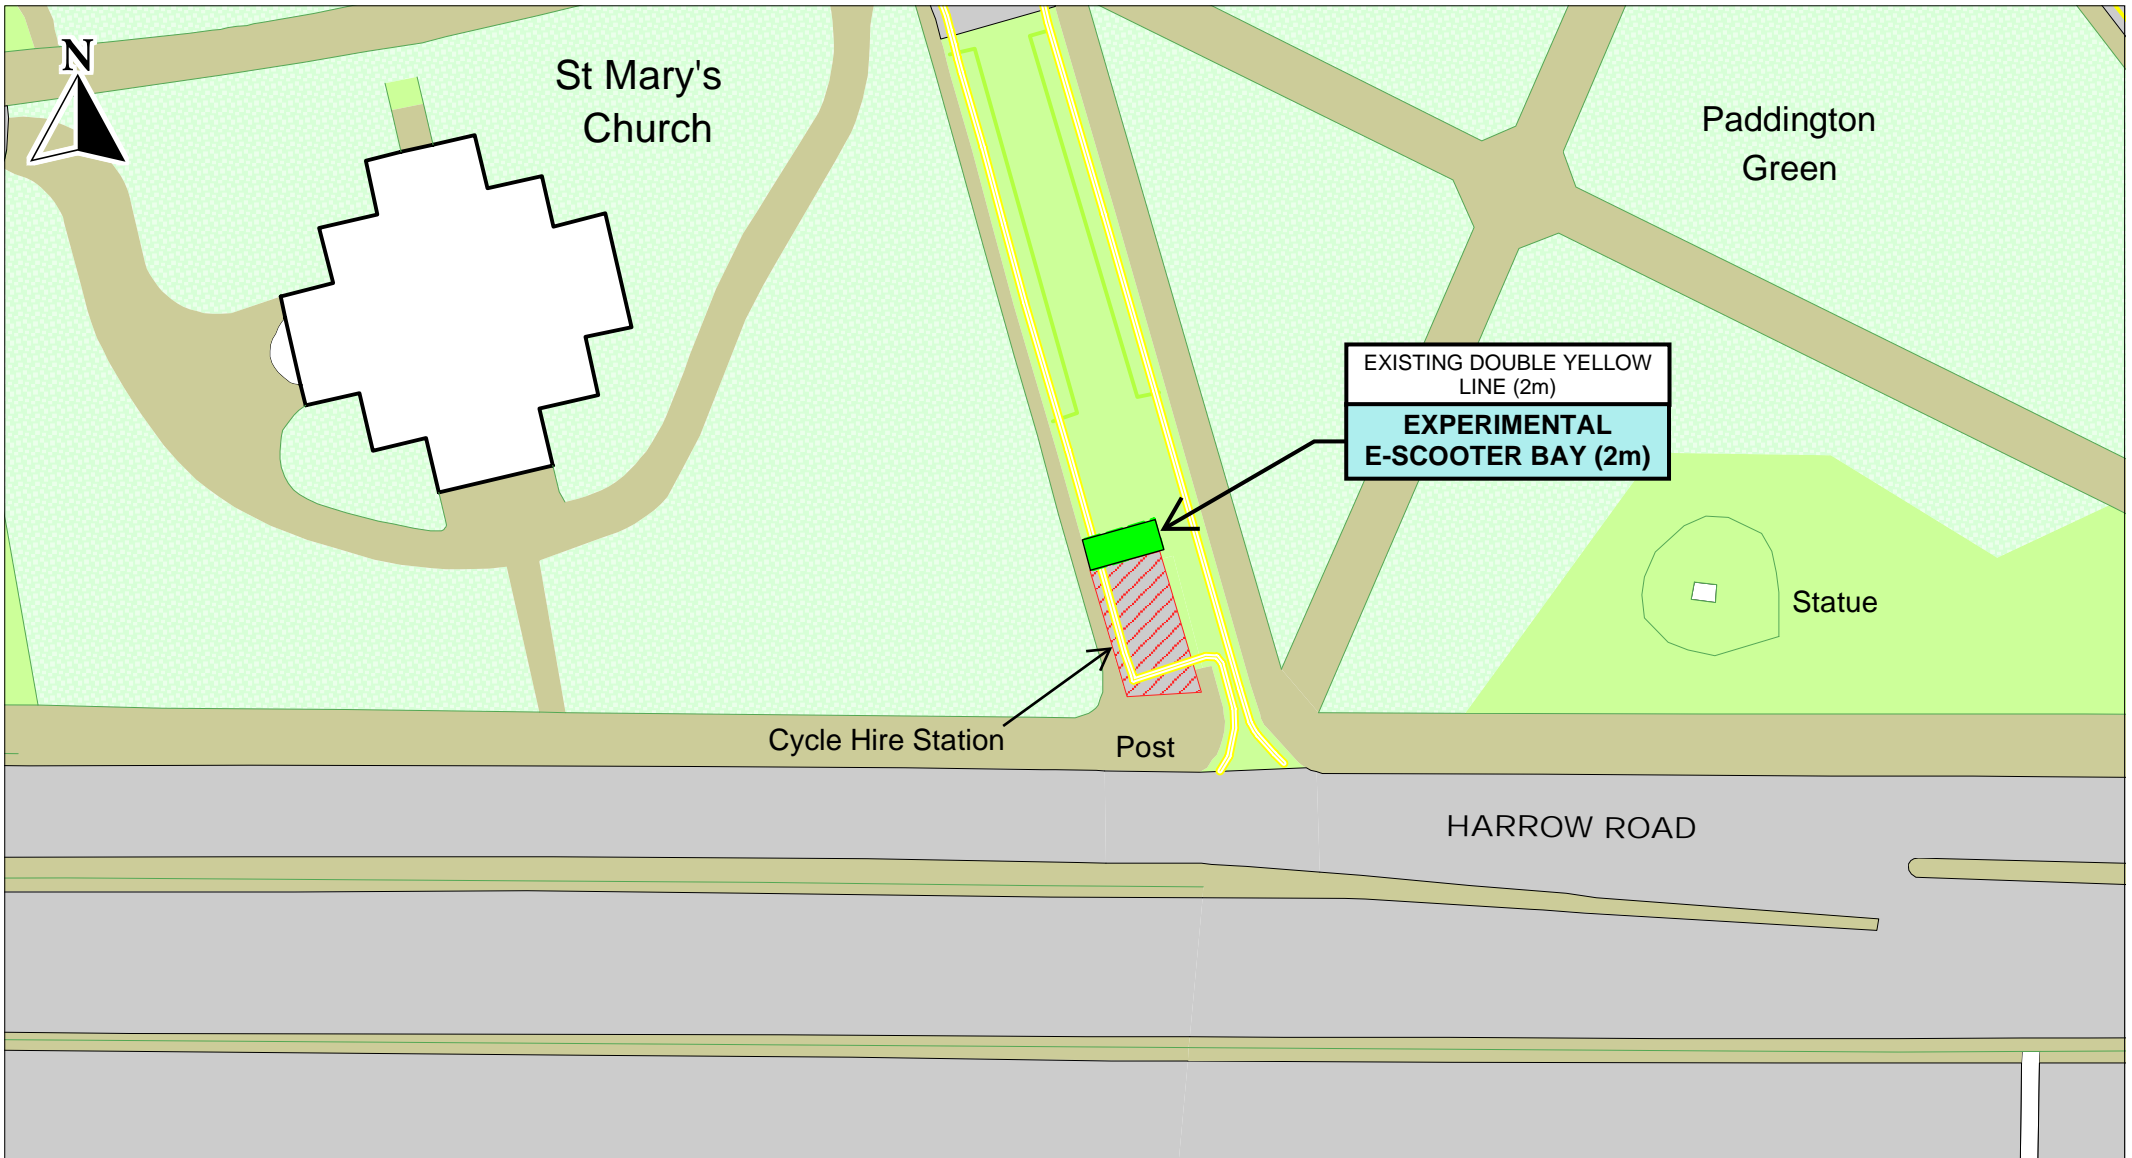 N
St Mary's
Church
Paddington
Green
EXISTING DOUBLE YELLOW
LINE (2m)
EXPERIMENTAL
E-SCOOTER BAY (2m)
Statue
Cycle Hire Station
Post
HARROW ROAD